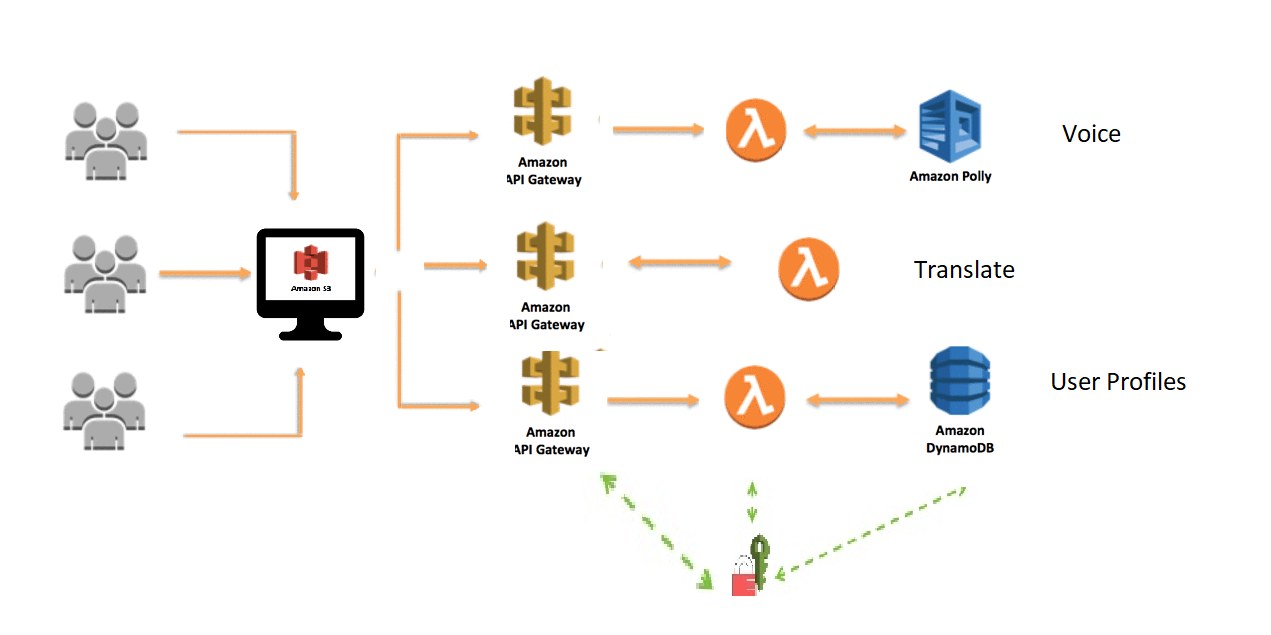 Amazon
API Gateway
Amazon Polly
Voice
Amazon S3
Amazon
API Gateway
Translate
Amazon
API Gateway
Amazon
DynamoDB
User Profiles